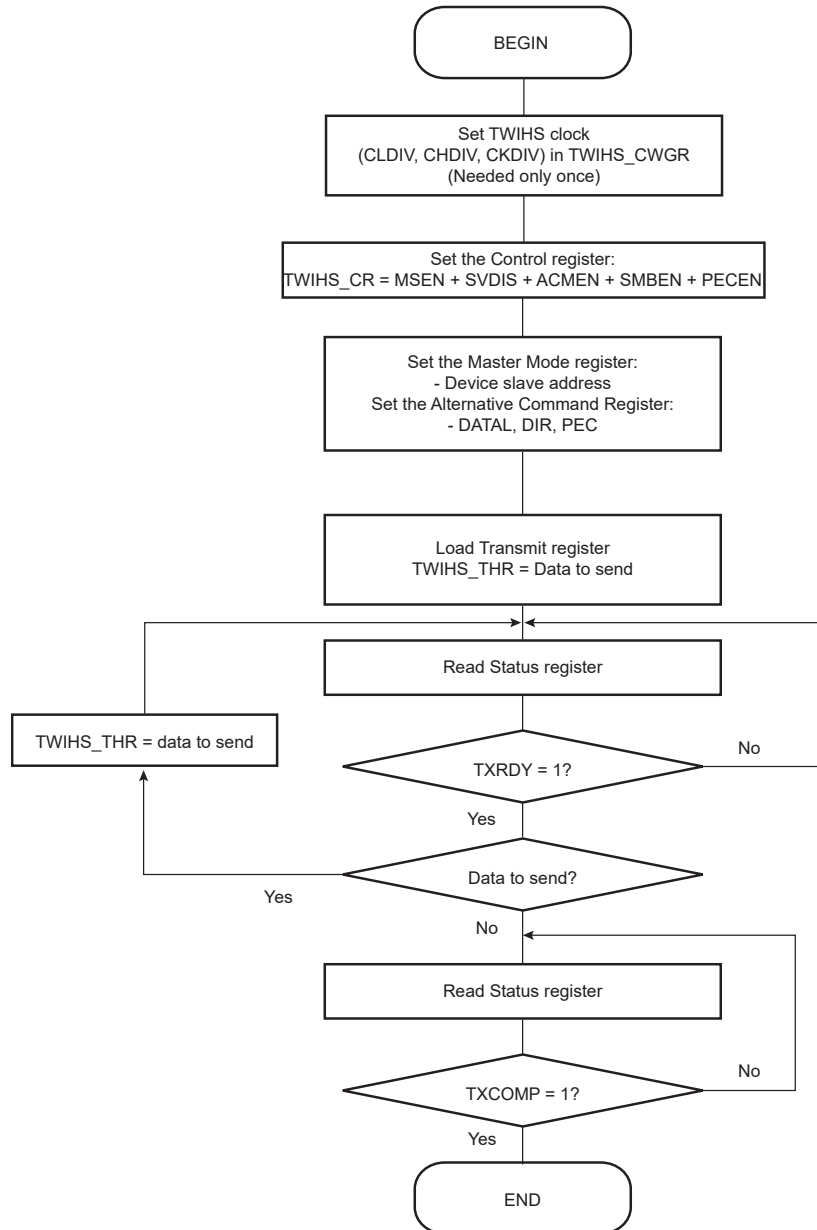 BEGIN
Set TWIHS clock
(CLDIV, CHDIV, CKDIV) in TWIHS_CWGR
(Needed only once)
Set the Control register:
TWIHS_CR = MSEN + SVDIS + ACMEN + SMBEN + PECEN
Set the Master Mode register:
- Device slave address
Set the Alternative Command Register:
- DATAL, DIR, PEC
Load Transmit register
TWIHS_THR = Data to send
Read Status register
TWIHS_THR = data to send
No
TXRDY = 1?
Yes
Data to send?
Yes
No
Read Status register
No
TXCOMP = 1?
Yes
END